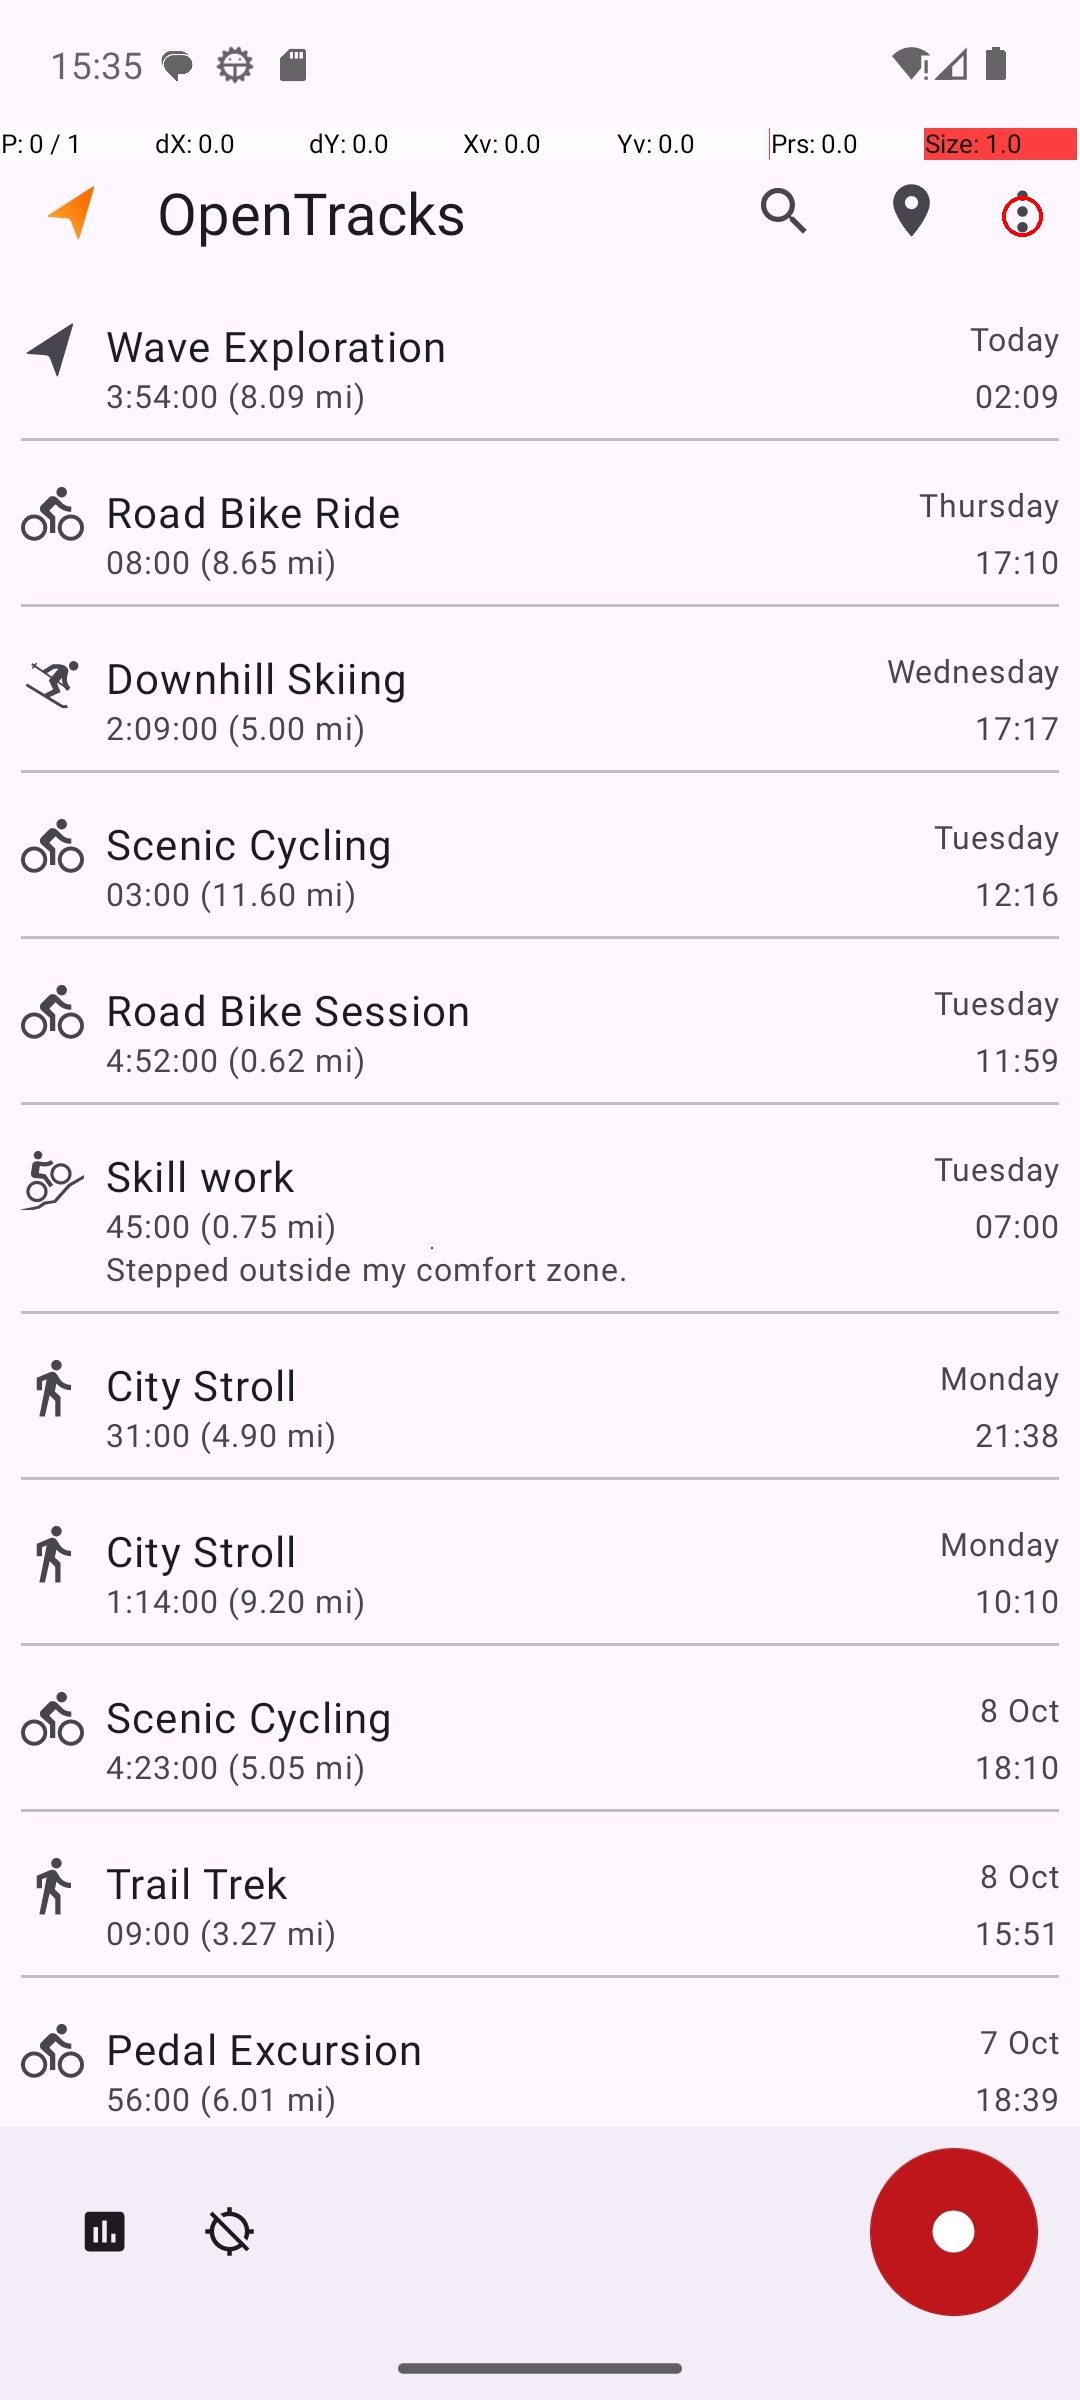 15:35
P: 0 / 1 dX: 0.0 dY: 0.0 Xv: 0.0 Yv: 0.0 Prs: 0.0 Size: 1.0
OpenTracks
Wave Exploration Today
3:54:00 (8.09 mi) 02:09
Road Bike Ride Thursday
08:00 (8.65 mi) 17:10
Downhill Skiing Wednesday
2:09:00 (5.00 mi) 17:17
Scenic Cycling Tuesday
03:00 (11.60 mi) 12:16
Road Bike Session Tuesday
4:52:00 (0.62 mi) 11:59
Skill work Tuesday
45:00 (0.75 mi) 07:00
Stepped outside my comfort zone.
City Stroll Monday
31:00 (4.90 mi) 21:38
City Stroll Monday
1:14:00 (9.20 mi) 10:10
Scenic Cycling 8 Oct
4:23:00 (5.05 mi) 18:10
Trail Trek 8 Oct
09:00 (3.27 mi) 15:51
Pedal Excursion 7 Oct
56:00 (6.01 mi) 18:39